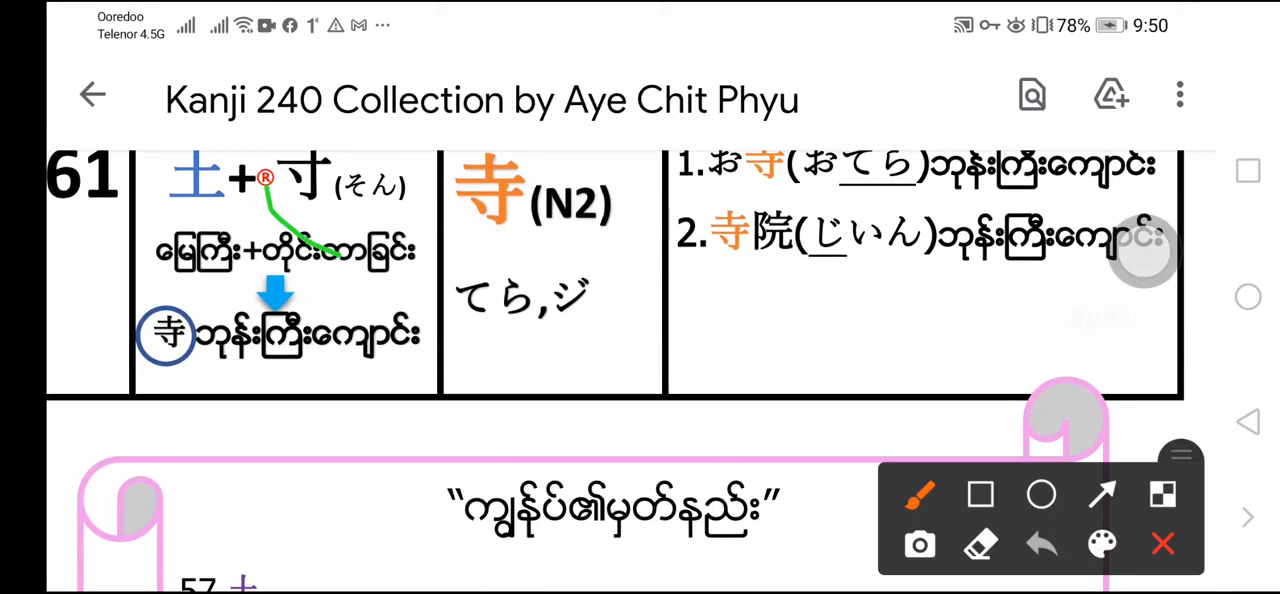 Ooredoo
Telenor 4.5G
78%
9:50
Kanji 240 Collection by Aye Chit Phyu
61
土+®寸(そん)
မြေကြီး+တိုင်းတာခြင်း
寺ဘုန်းကြီးကျောင်း
寺(N2)
てら,ジ
1.お寺(おてら)ဘုန်းကြီးကျောင်း
2.寺院(じいん)ဘုန်းကြီးကျောင်း
“ကျွန်ုပ်၏မှတ်နည်း”
57